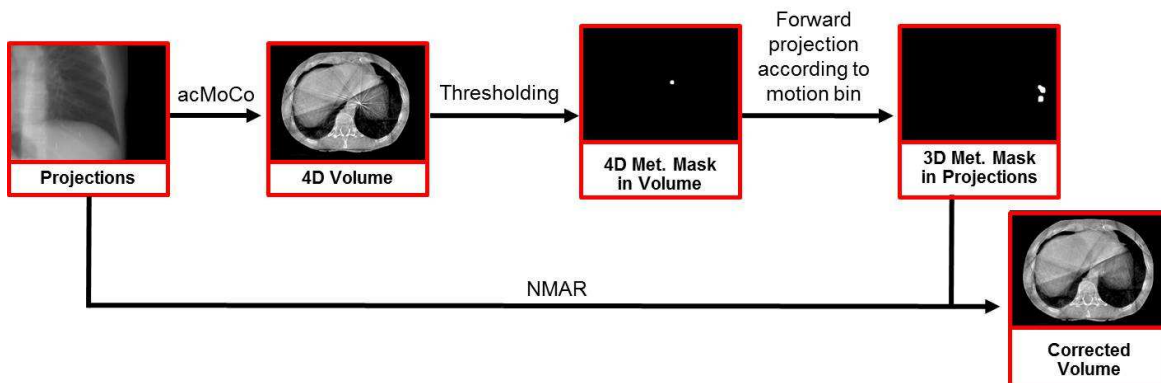 acMoCo
Thresholding
Forward
projection
according to
motion bin
Projections
4D Volume
4D Met. Mask
in Volume
3D Met. Mask
in Projections
NMAR
Corrected
Volume